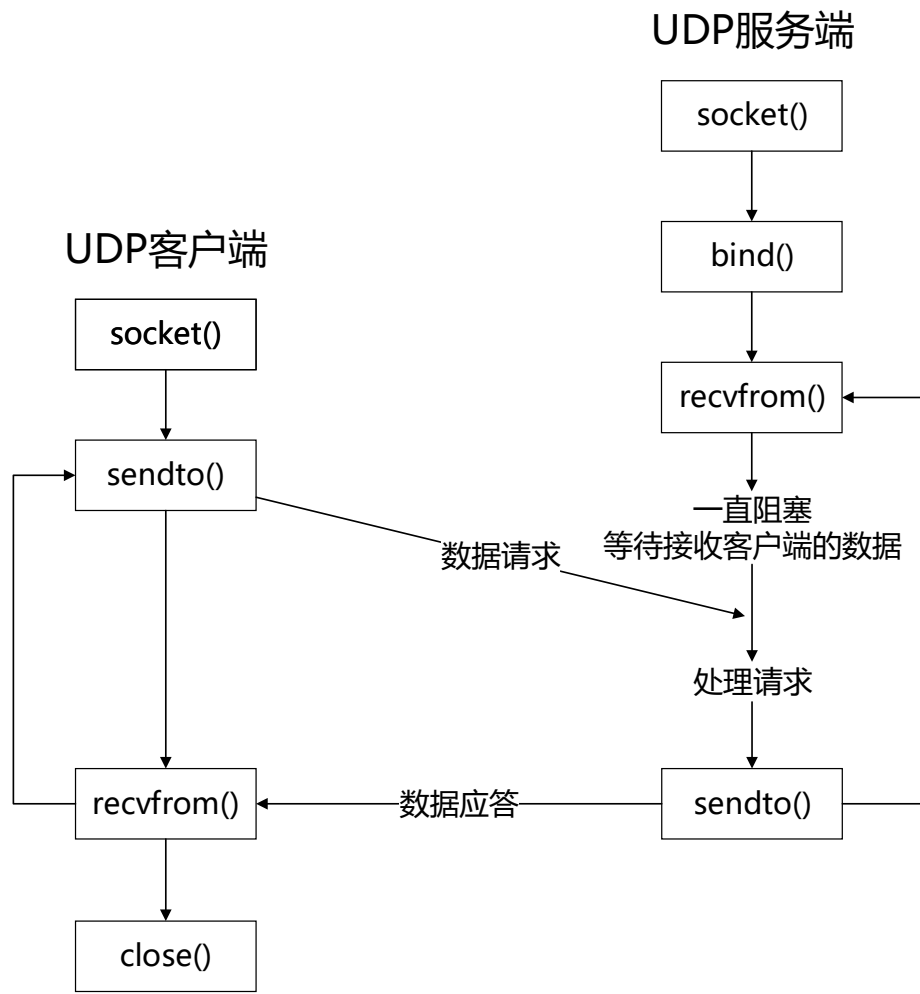 UDP服务端
socket()
bind()
recvfrom()
一直阻塞
等待接收客户端的数据
处理请求
sendto()
UDP客户端
socket()
sendto()
数据请求
recvfrom()
数据应答
close()